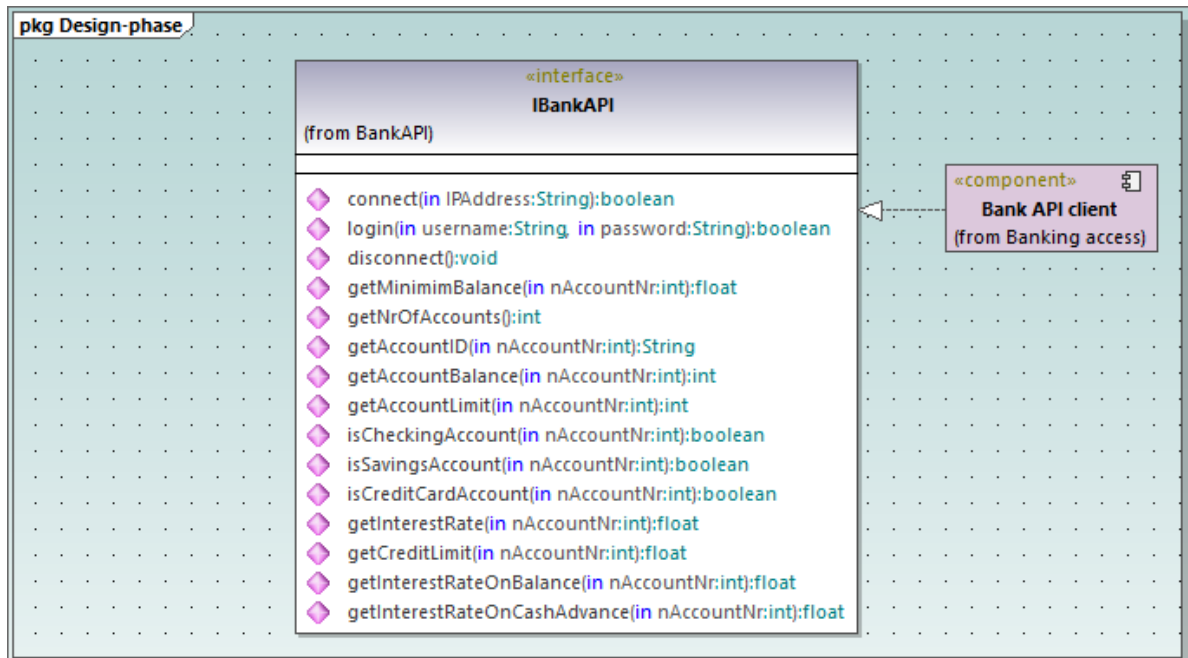 pkg Design-phase
«interface»
IBankAPI
(from BankAPI)
connect(in IPAddress:String):boolean
login(in username:String, in password:String):boolean
disconnect():void
getMinimimBalance(in nAccountNr:int):float
getNrOfAccounts():int
getAccountID(in nAccountNr:int):String
getAccountBalance(in nAccountNr:int):int
getAccountLimit(in nAccountNr:int):int
isCheckingAccount(in nAccountNr:int):boolean
isSavingsAccount(in nAccountNr:int):boolean
isCreditCardAccount(in nAccountNr:int):boolean
getInterestRate(in nAccountNr:int):float
getCreditLimit(in nAccountNr:int):float
getInterestRateOnBalance(in nAccountNr:int):float
getInterestRateOnCashAdvance(in nAccountNr:int):float
«component»
Bank API client
(from Banking access)